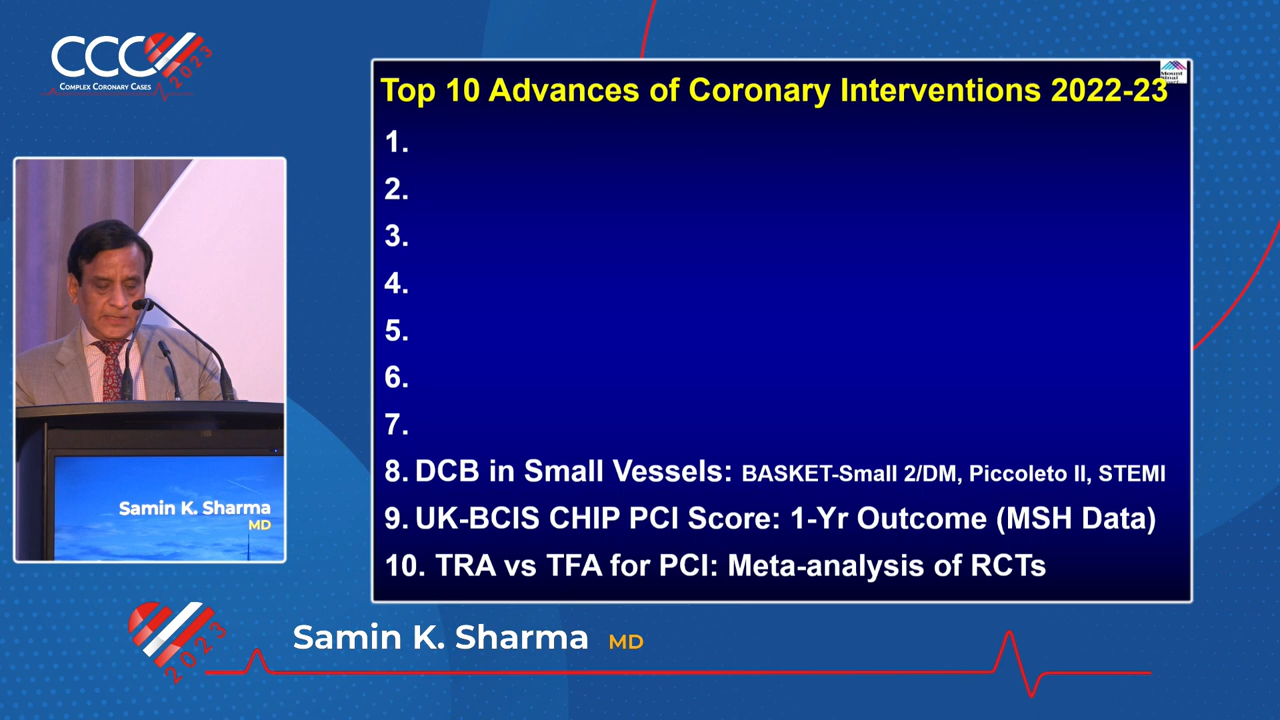 CCC
2023
COMPLEX CORONARY CASES
Mount
Sinai
Top 10 Advances of Coronary Interventions 2022-23
1.
2.
3.
4.
5.
6.
7.
8. DCB in Small Vessels: BASKET-Small 2/DM, Piccoleto II, STEMI
9. UK-BCIS CHIP PCI Score: 1-Yr Outcome (MSH Data)
10. TRA vs TFA for PCI: Meta-analysis of RCTs
Samin K. Sharma
MD
2023
Samin K. Sharma MD